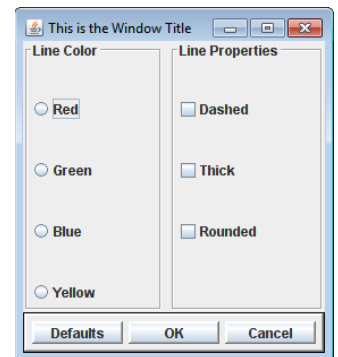 This is the Window Title
Line Color
Line Properties
Red
Dashed
Green
Thick
Blue
Rounded
Yellow
Defaults
OK
Cancel